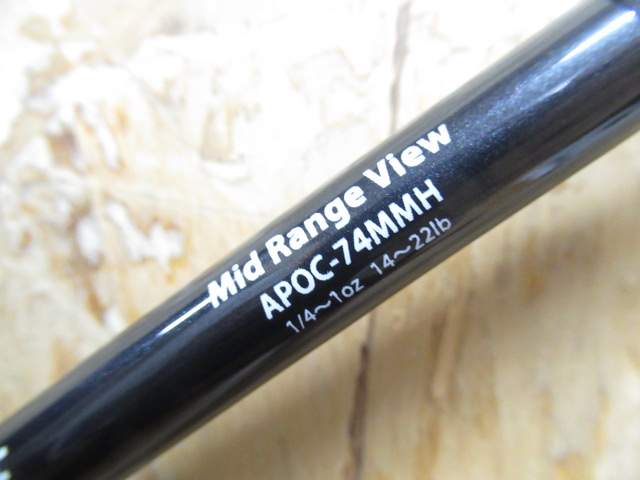 Mid Range View
APOC-74MMH
1/4～1oz 14～22lb